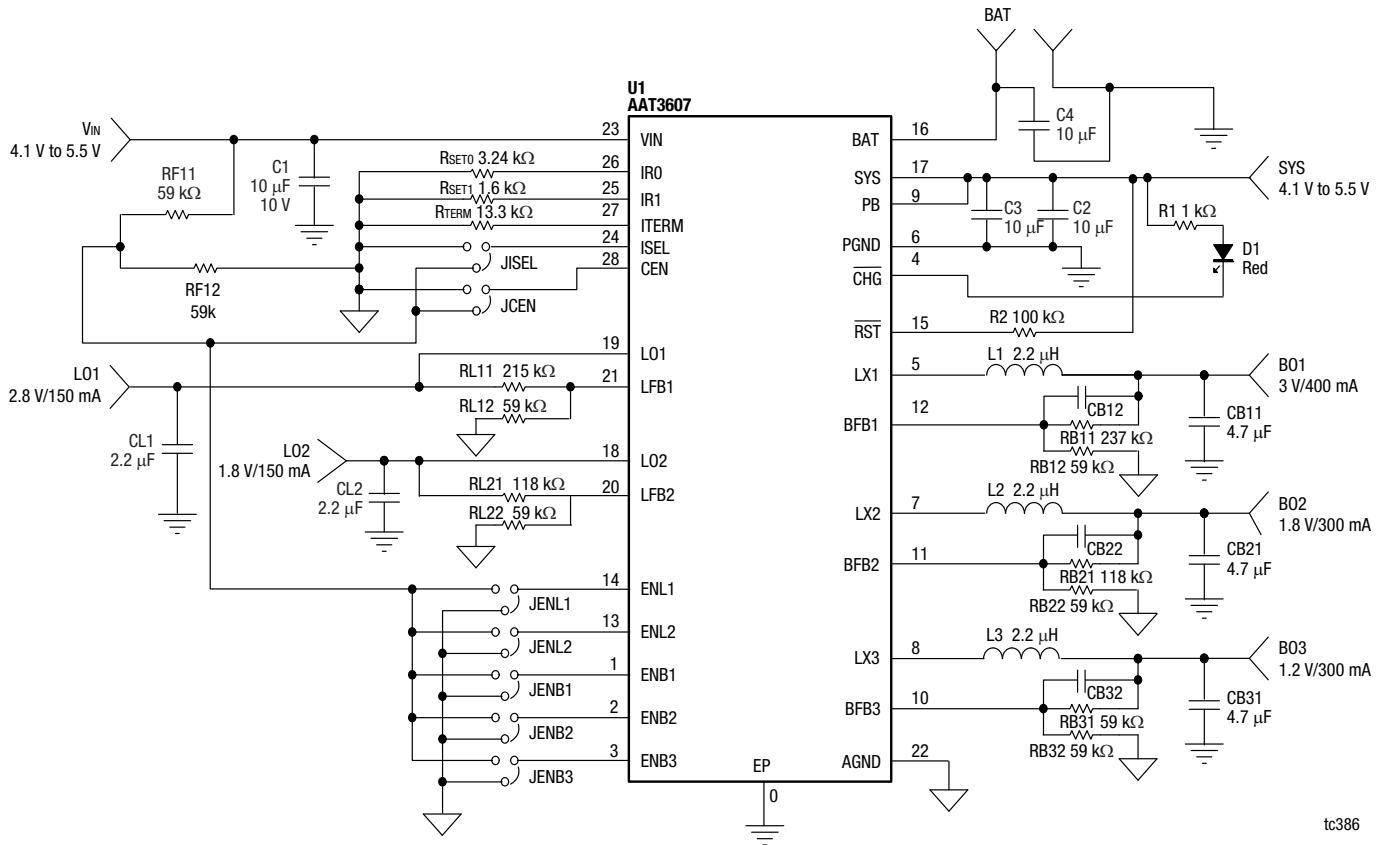 BAT
U1
AAT3607
VIN
4.1 V to 5.5 V
RF11
59 kΩ
C1
10 μF
10 V
RF12
59k
RSET0 3.24 kΩ
RSET1 1.6 kΩ
RTERM 13.3 kΩ
JISEL
JCEN
23 VIN
26 IR0
25 IR1
27 ITERM
24 ISEL
28 CEN
19 LO1
21 LFB1
18 LO2
20 LFB2
14 ENL1
13 ENL2
1 ENB1
2 ENB2
3 ENB3
LO1
2.8 V/150 mA
CL1
2.2 μF
RL11 215 kΩ
RL12 59 kΩ
LO2
1.8 V/150 mA
CL2
2.2 μF
RL21 118 kΩ
RL22 59 kΩ
JENL1
JENL2
JENB1
JENB2
JENB3
EP
0
BAT 16
SYS 17
PB 9
PGND 6
CHG 4
RST 15
LX1 5
BFB1 12
LX2 7
BFB2 11
LX3 8
BFB3 10
AGND 22
C4
10 μF
C3
10 μF
C2
10 μF
SYS
4.1 V to 5.5 V
R1 1 kΩ
D1
Red
R2 100 kΩ
L1 2.2 μH
CB12
RB11 237 kΩ
RB12 59 kΩ
BO1
3 V/400 mA
CB11
4.7 μF
L2 2.2 μH
CB22
RB21 118 kΩ
RB22 59 kΩ
BO2
1.8 V/300 mA
CB21
4.7 μF
L3 2.2 μH
CB32
RB31 59 kΩ
RB32 59 kΩ
BO3
1.2 V/300 mA
CB31
4.7 μF
tc386